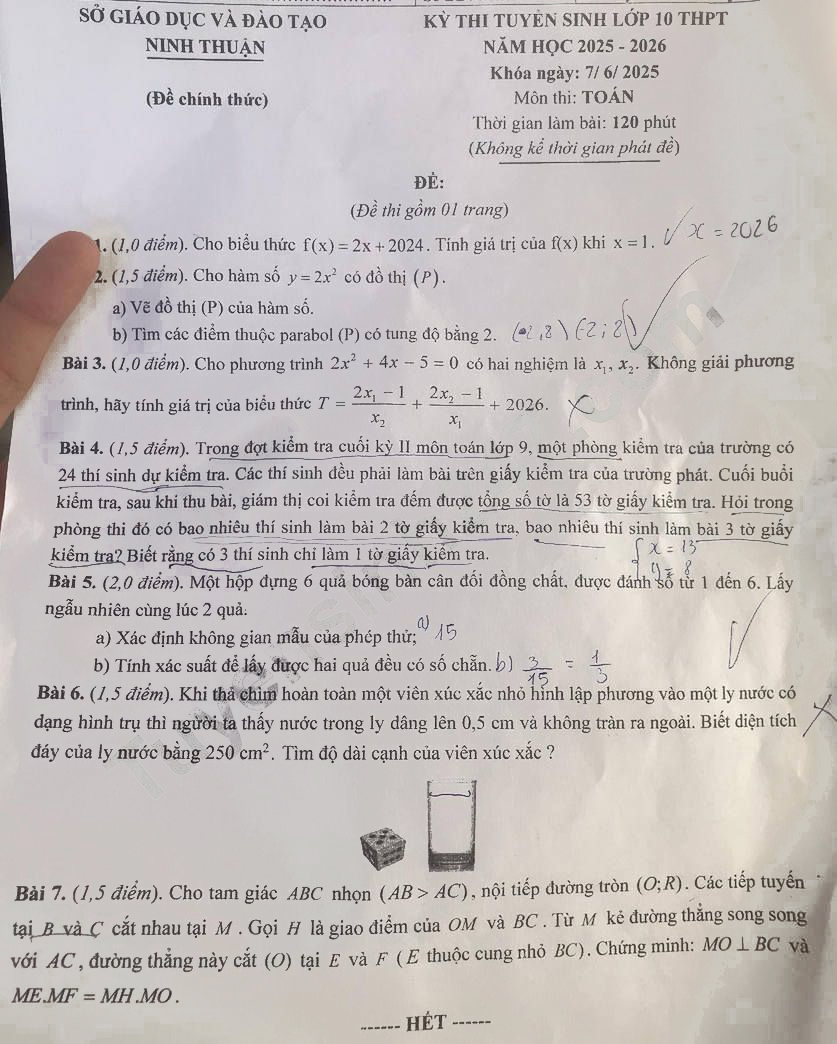 SỞ GIÁO DỤC VÀ ĐÀO TẠO
NINH THUẬN
(Đề chính thức)
KỲ THI TUYỂN SINH LỚP 10 THPT
NĂM HỌC 2025 - 2026
Khóa ngày: 7/ 6/ 2025
Môn thi: TOÁN
Thời gian làm bài: 120 phút
(Không kể thời gian phát đề)
ĐỀ:
(Đề thi gồm 01 trang)
1. (1,0 điểm). Cho biểu thức f(x) = 2x + 2024. Tính giá trị của f(x) khi x = 1. x = 2026
2. (1,5 điểm). Cho hàm số y = 2x² có đồ thị (P).
a) Vẽ đồ thị (P) của hàm số.
b) Tìm các điểm thuộc parabol (P) có tung độ bằng 2.
Bài 3. (1,0 điểm). Cho phương trình 2x² + 4x − 5 = 0 có hai nghiệm là x₁, x₂. Không giải phương
trình, hãy tính giá trị của biểu thức T = (2x₁ − 1)/x₂ + (2x₂ − 1)/x₁ + 2026.
Bài 4. (1,5 điểm). Trong đợt kiểm tra cuối kỳ II môn toán lớp 9, một phòng kiểm tra của trường có
24 thí sinh dự kiểm tra. Các thí sinh đều phải làm bài trên giấy kiểm tra của trường phát. Cuối buổi
kiểm tra, sau khi thu bài, giám thị coi kiểm tra đếm được tổng số tờ là 53 tờ giấy kiểm tra. Hỏi trong
phòng thi đó có bao nhiêu thí sinh làm bài 2 tờ giấy kiểm tra, bao nhiêu thí sinh làm bài 3 tờ giấy
kiểm tra? Biết rằng có 3 thí sinh chỉ làm 1 tờ giấy kiểm tra. x = 13
y = 8
Bài 5. (2,0 điểm). Một hộp đựng 6 quả bóng bàn cân đối đồng chất, được đánh số từ 1 đến 6. Lấy
ngẫu nhiên cùng lúc 2 quả.
a) Xác định không gian mẫu của phép thử; a) 15
b) Tính xác suất để lấy được hai quả đều có số chẵn. b) 3/15 = 1/3
Bài 6. (1,5 điểm). Khi thả chìm hoàn toàn một viên xúc xắc nhỏ hình lập phương vào một ly nước có
dạng hình trụ thì người ta thấy nước trong ly dâng lên 0,5 cm và không tràn ra ngoài. Biết diện tích
đáy của ly nước bằng 250 cm². Tìm độ dài cạnh của viên xúc xắc ?
Bài 7. (1,5 điểm). Cho tam giác ABC nhọn (AB > AC), nội tiếp đường tròn (O;R). Các tiếp tuyến
tại B và C cắt nhau tại M . Gọi H là giao điểm của OM và BC . Từ M kẻ đường thẳng song song
với AC , đường thẳng này cắt (O) tại E và F ( E thuộc cung nhỏ BC). Chứng minh: MO ⊥ BC và
ME.MF = MH.MO .
------ HẾT ------